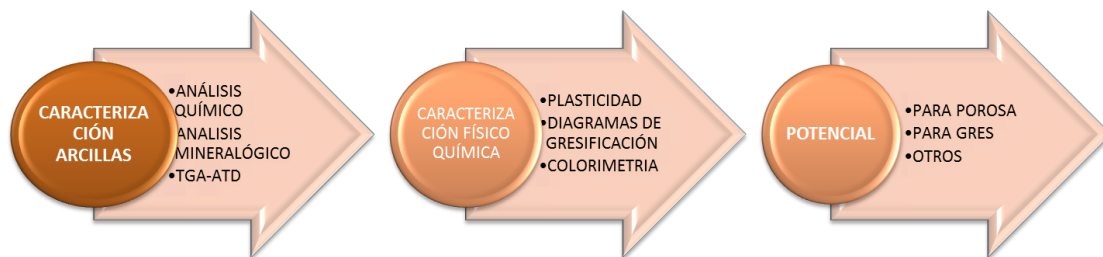 CARACTERIZA
CIÓN
ARCILLAS
•ANÁLISIS
QUÍMICO
•ANALISIS
MINERALÓGICO
•TGA-ATD
CARACTERIZA
CIÓN FÍSICO
QUÍMICA
•PLASTICIDAD
•DIAGRAMAS DE
GRESIFICACIÓN
•COLORIMETRIA
POTENCIAL
•PARA POROSA
•PARA GRES
•OTROS